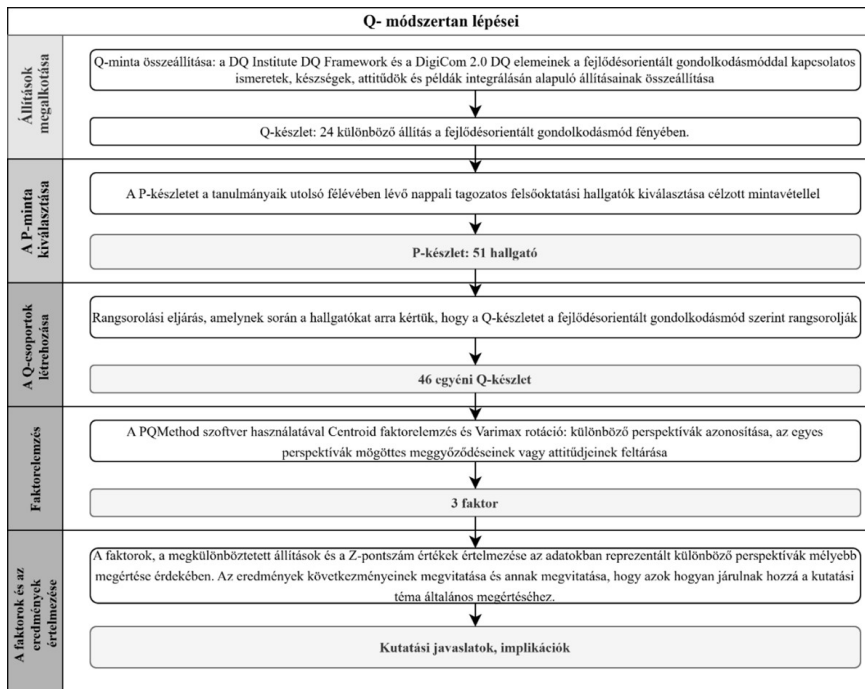 Q- módszertan lépései
Állítások
megalkotása
Q-minta összeállítása: a DQ Institute DQ Framework és a DigiCom 2.0 DQ elemeinek a fejlődésorientált gondolkodásmóddal kapcsolatos
ismeretek, készségek, attitűdök és példák integrálásán alapuló állításainak összeállítása
Q-készlet: 24 különböző állítás a fejlődésorientált gondolkodásmód fényében.
A P-minta
kiválasztása
A P-készletet a tanulmányaik utolsó félévében lévő nappali tagozatos felsőoktatási hallgatók kiválasztása célzott mintavétellel
P-készlet: 51 hallgató
A Q-csoportok
létrehozása
Rangsorolási eljárás, amelynek során a hallgatókat arra kértük, hogy a Q-készletet a fejlődésorientált gondolkodásmód szerint rangsorolják
46 egyéni Q-készlet
Faktorelemzés
A PQMethod szoftver használatával Centroid faktorelemzés és Varimax rotáció: különböző perspektívák azonosítása, az egyes
perspektívák mögöttes meggyőződéseinek vagy attitűdjeinek feltárása
3 faktor
A faktorok és az
eredmények
értelmezése
A faktorok, a megkülönböztetett állítások és a Z-pontszám értékek értelmezése az adatokban reprezentált különböző perspektívák mélyebb
megértése érdekében. Az eredmények következményeinek megvitatása és annak megvitatása, hogy azok hogyan járulnak hozzá a kutatási
téma általános megértéséhez.
Kutatási javaslatok, implikációk